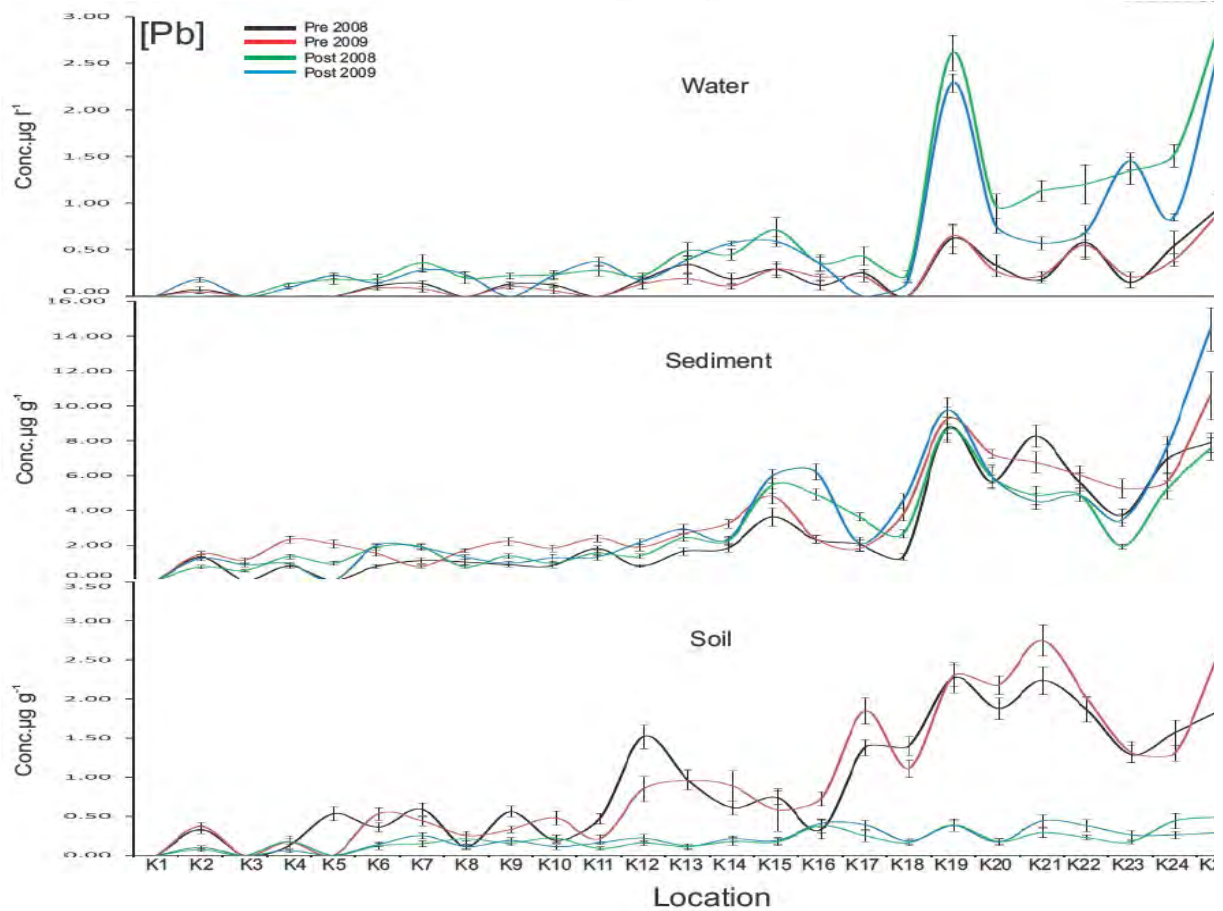 [Pb]
Pre 2008
Pre 2009
Post 2008
Post 2009
Water
Conc.µg l⁻¹
3.00
2.50
2.00
1.50
1.00
0.50
0.00
Sediment
Conc.µg g⁻¹
16.00
14.00
12.00
10.00
8.00
6.00
4.00
2.00
0.00
Soil
Conc.µg g⁻¹
3.50
3.00
2.50
2.00
1.50
1.00
0.50
0.00
K1 K2 K3 K4 K5 K6 K7 K8 K9 K10 K11 K12 K13 K14 K15 K16 K17 K18 K19 K20 K21 K22 K23 K24
Location